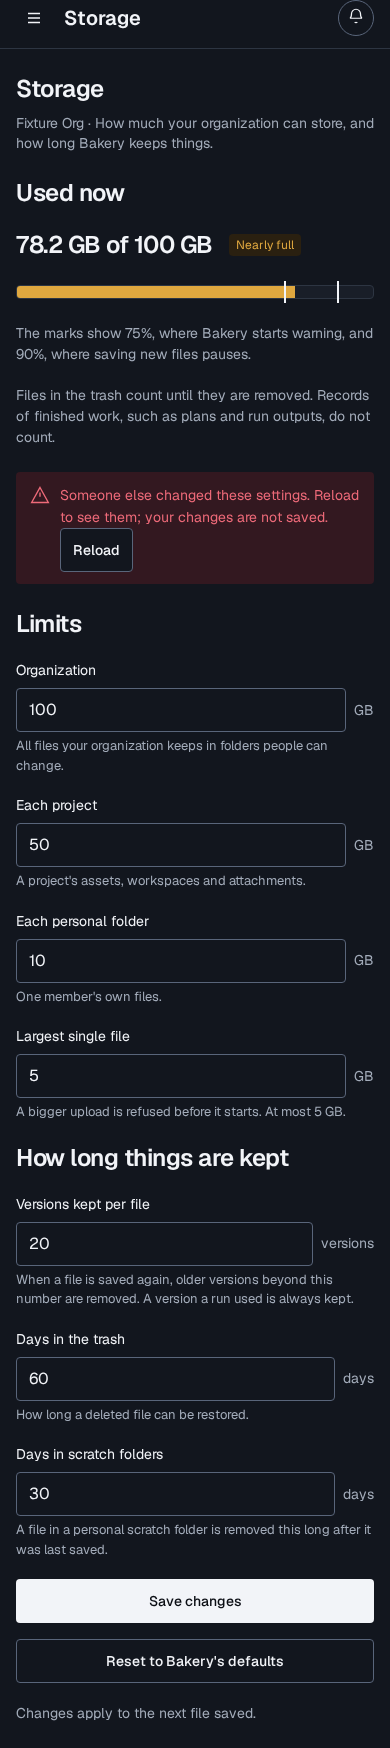 Storage
Storage
Fixture Org · How much your organization can store, and
how long Bakery keeps things.
Used now
78.2 GB of 100 GB
Nearly full
The marks show 75%, where Bakery starts warning, and
90%, where saving new files pauses.
Files in the trash count until they are removed. Records
of finished work, such as plans and run outputs, do not
count.
Someone else changed these settings. Reload
to see them; your changes are not saved.
Reload
Limits
Organization
100
GB
All files your organization keeps in folders people can
change.
Each project
50
GB
A project's assets, workspaces and attachments.
Each personal folder
10
GB
One member's own files.
Largest single file
5
GB
A bigger upload is refused before it starts. At most 5 GB.
How long things are kept
Versions kept per file
20
versions
When a file is saved again, older versions beyond this
number are removed. A version a run used is always kept.
Days in the trash
60
days
How long a deleted file can be restored.
Days in scratch folders
30
days
A file in a personal scratch folder is removed this long after it
was last saved.
Save changes
Reset to Bakery's defaults
Changes apply to the next file saved.